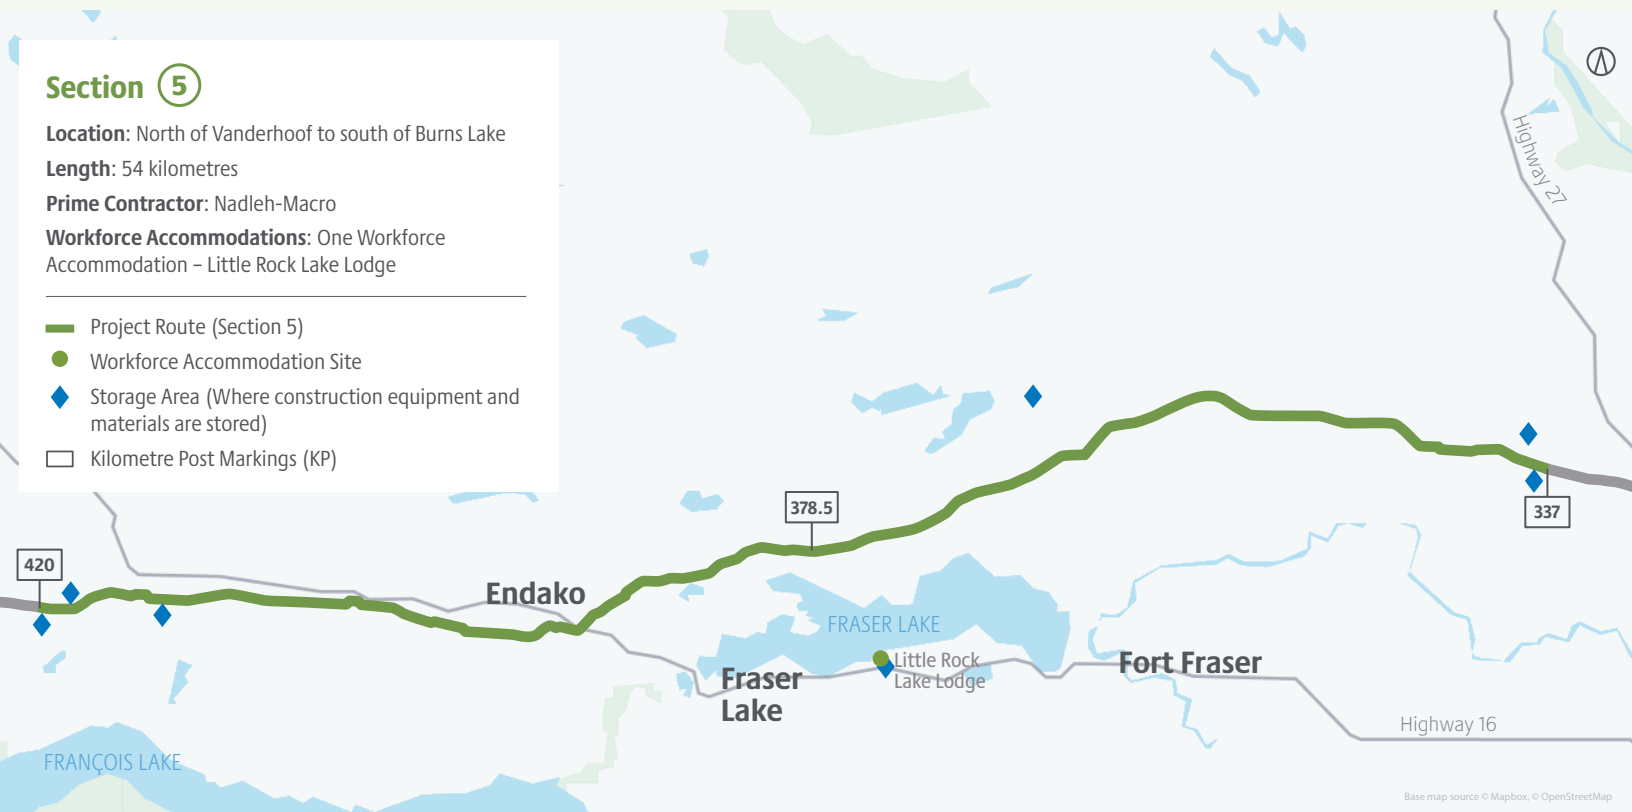 Section 5
Location: North of Vanderhoof to south of Burns Lake
Length: 54 kilometres
Prime Contractor: Nadleh-Macro
Workforce Accommodations: One Workforce
Accommodation – Little Rock Lake Lodge
Project Route (Section 5)
Workforce Accommodation Site
Storage Area (Where construction equipment and
materials are stored)
Kilometre Post Markings (KP)
Highway 27
378.5
337
420
Endako
FRASER LAKE
Little Rock
Lake Lodge
Fraser
Lake
Fort Fraser
Highway 16
FRANÇOIS LAKE
Base map source © Mapbox, © OpenStreetMap